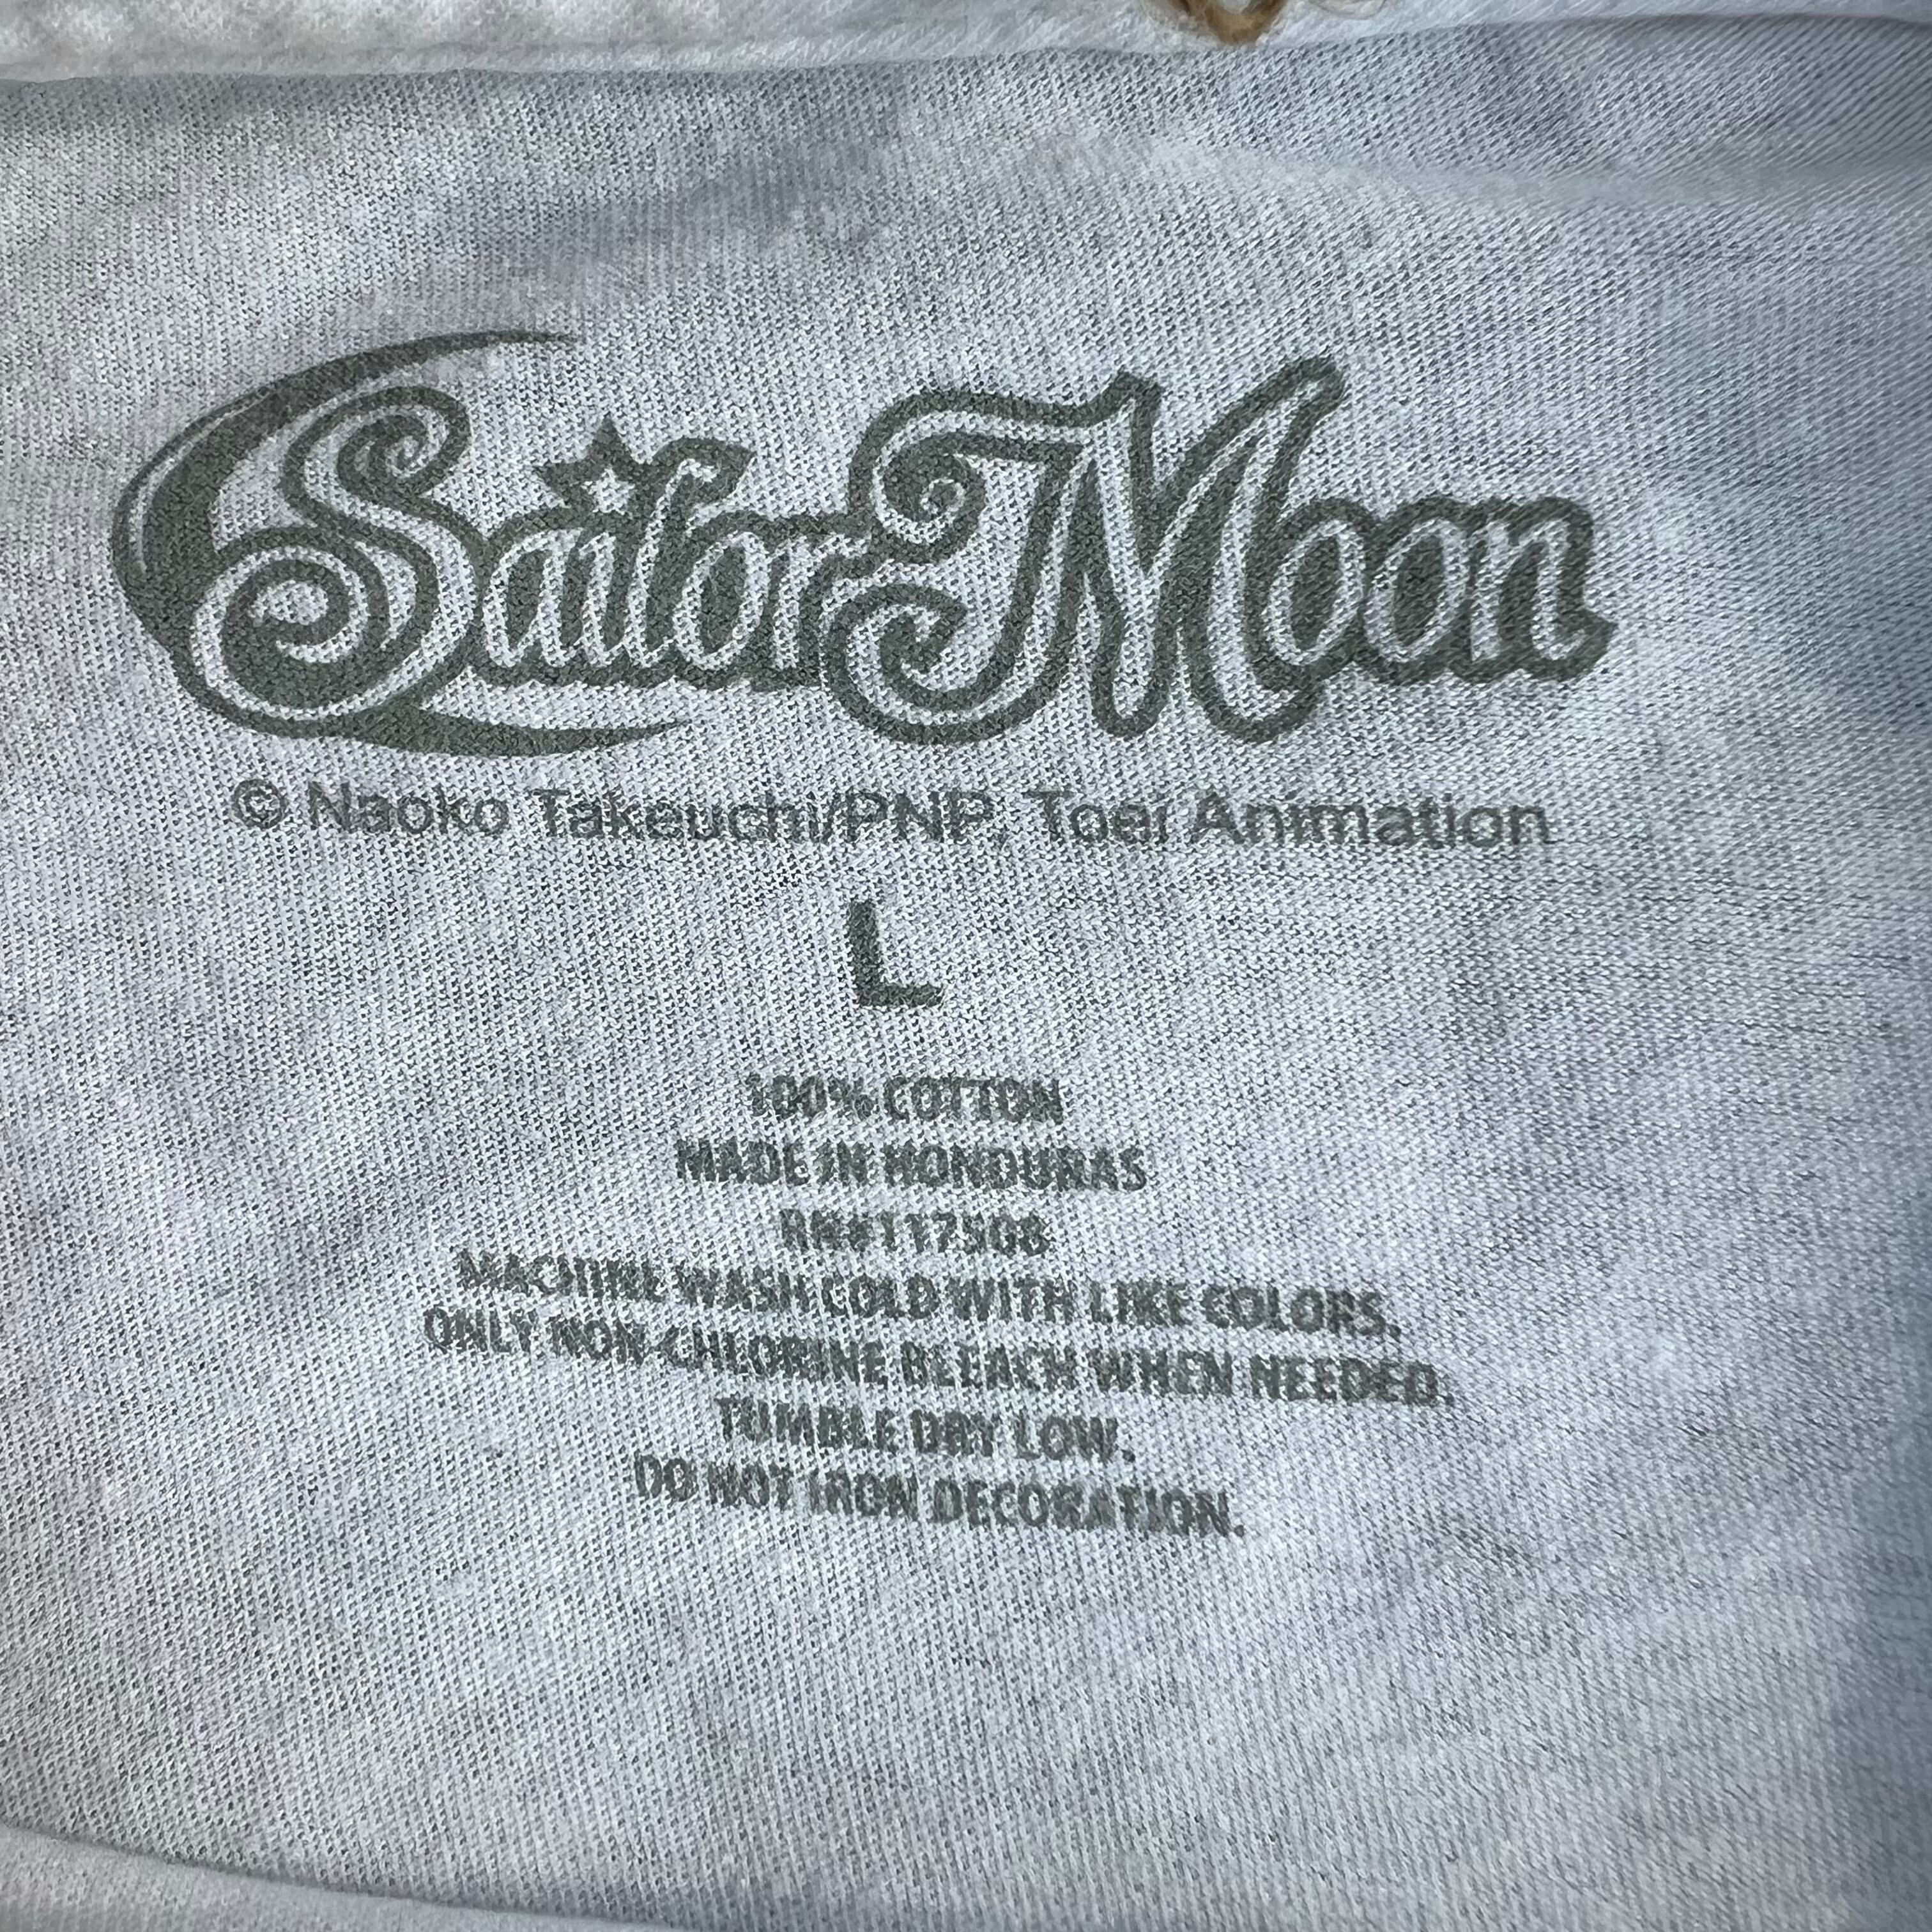 Sailor Moon
© Naoko Takeuchi/PNP, Toei Animation
L
100% COTTON
MADE IN HONDURAS
RN#117508
MACHINE WASH COLD WITH LIKE COLORS.
ONLY NON-CHLORINE BLEACH WHEN NEEDED.
TUMBLE DRY LOW.
DO NOT IRON DECORATION.